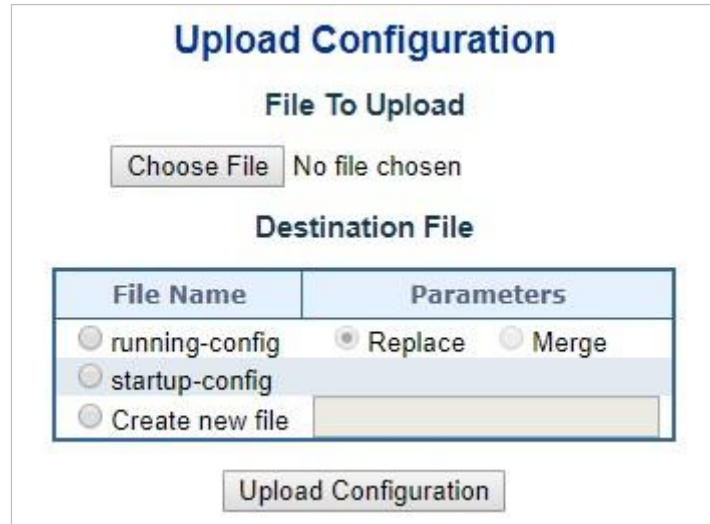 Upload Configuration
File To Upload
Choose File No file chosen
Destination File
File Name Parameters
running-config Replace Merge
startup-config
Create new file
Upload Configuration